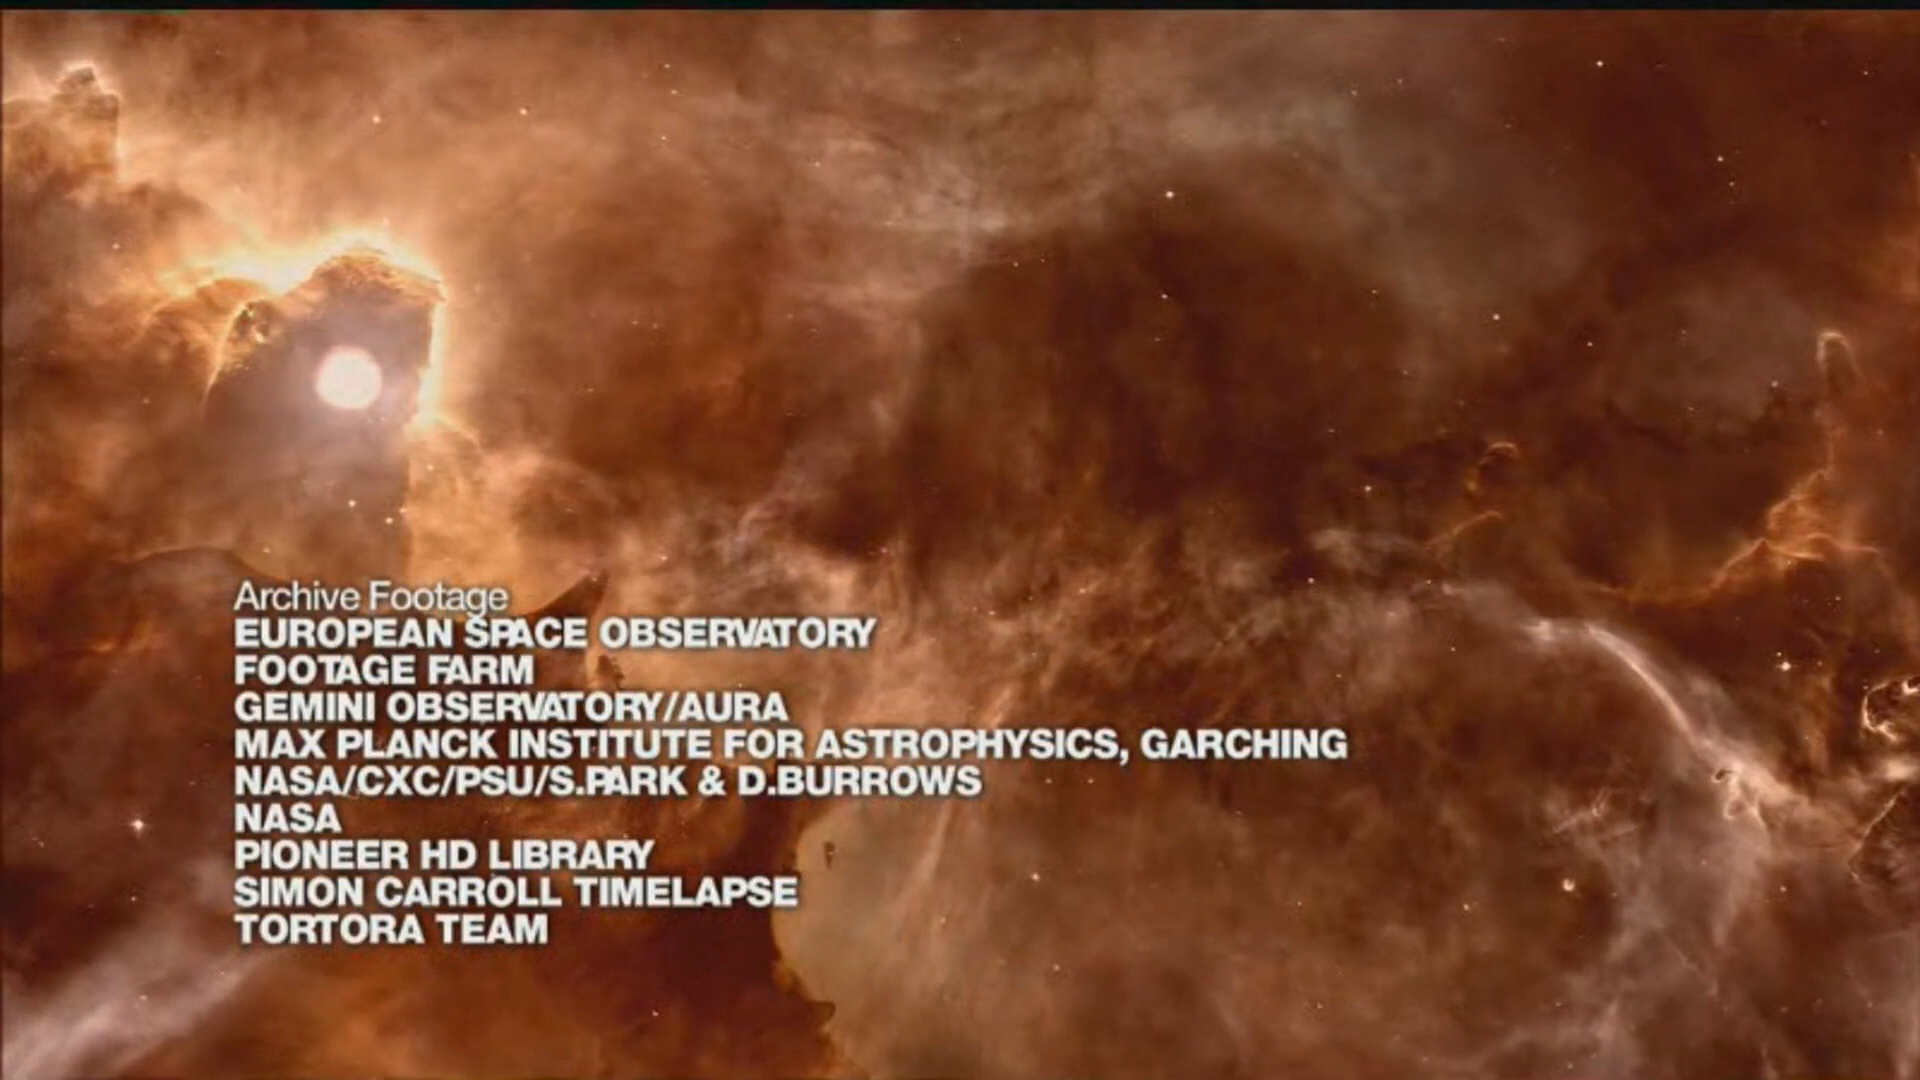 Archive Footage
EUROPEAN SPACE OBSERVATORY
FOOTAGE FARM
GEMINI OBSERVATORY/AURA
MAX PLANCK INSTITUTE FOR ASTROPHYSICS, GARCHING
NASA/CXC/PSU/S.PARK & D.BURROWS
NASA
PIONEER HD LIBRARY
SIMON CARROLL TIMELAPSE
TORTORA TEAM